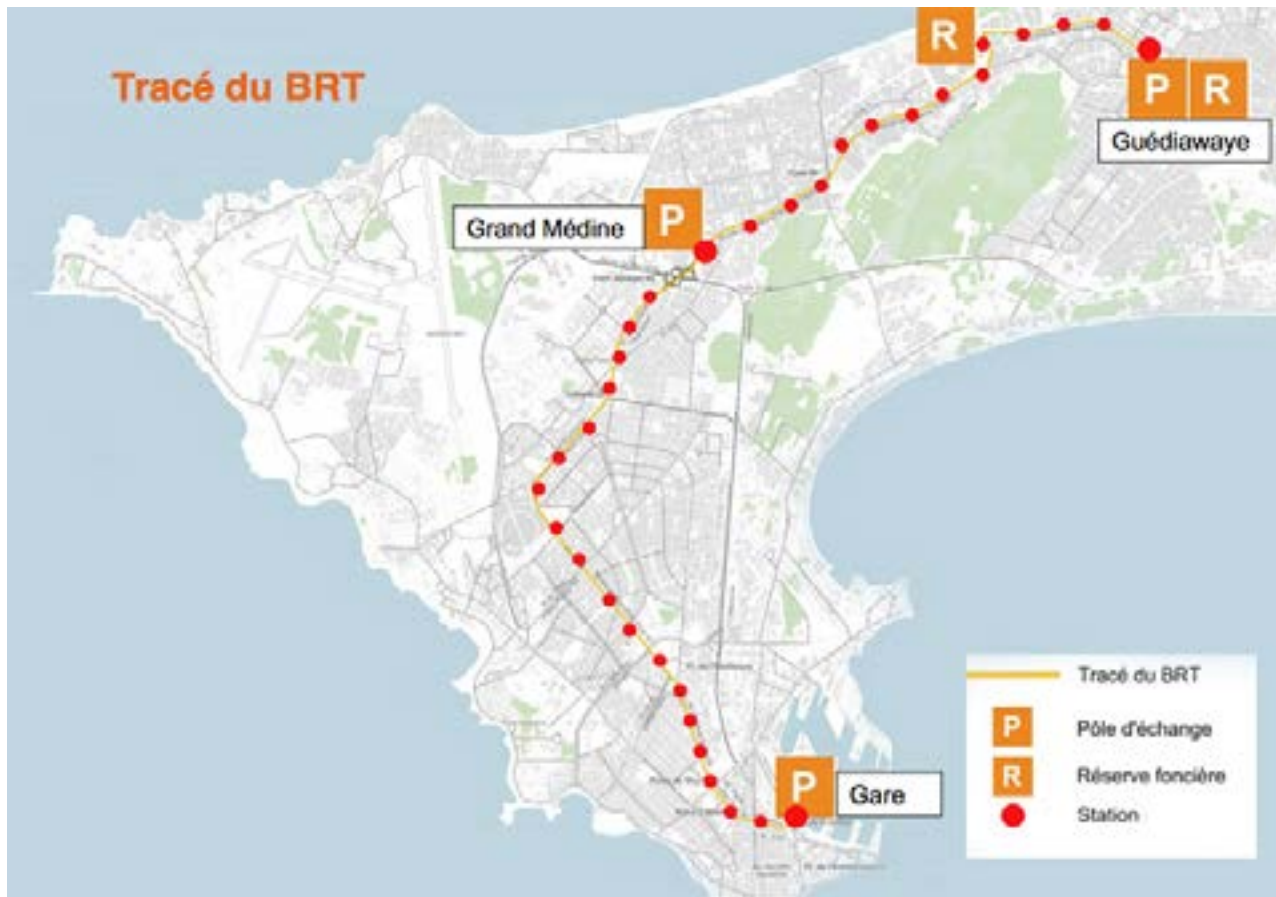 Tracé du BRT
R
P R
Guédiawaye
Grand Médine
P
P
Gare
Tracé du BRT
P
Pôle d'échange
R
Réserve foncière
Station